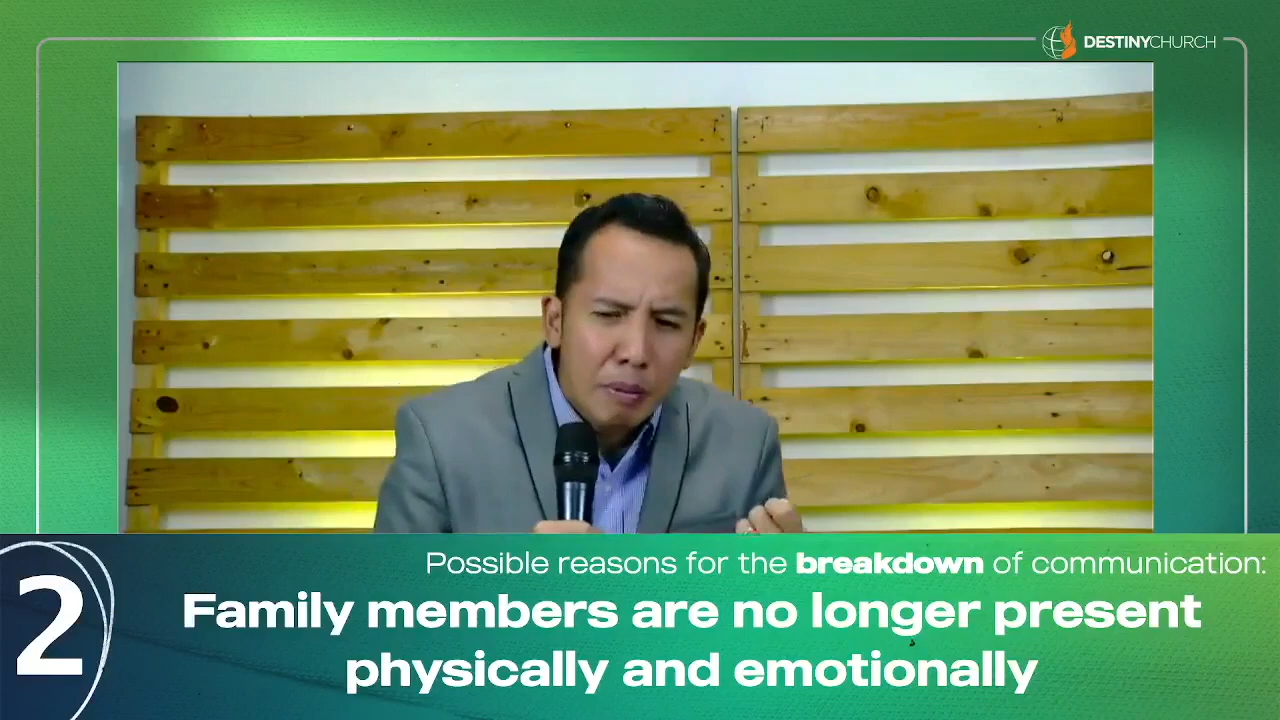 DESTINYCHURCH
Possible reasons for the breakdown of communication:
2
Family members are no longer present
physically and emotionally